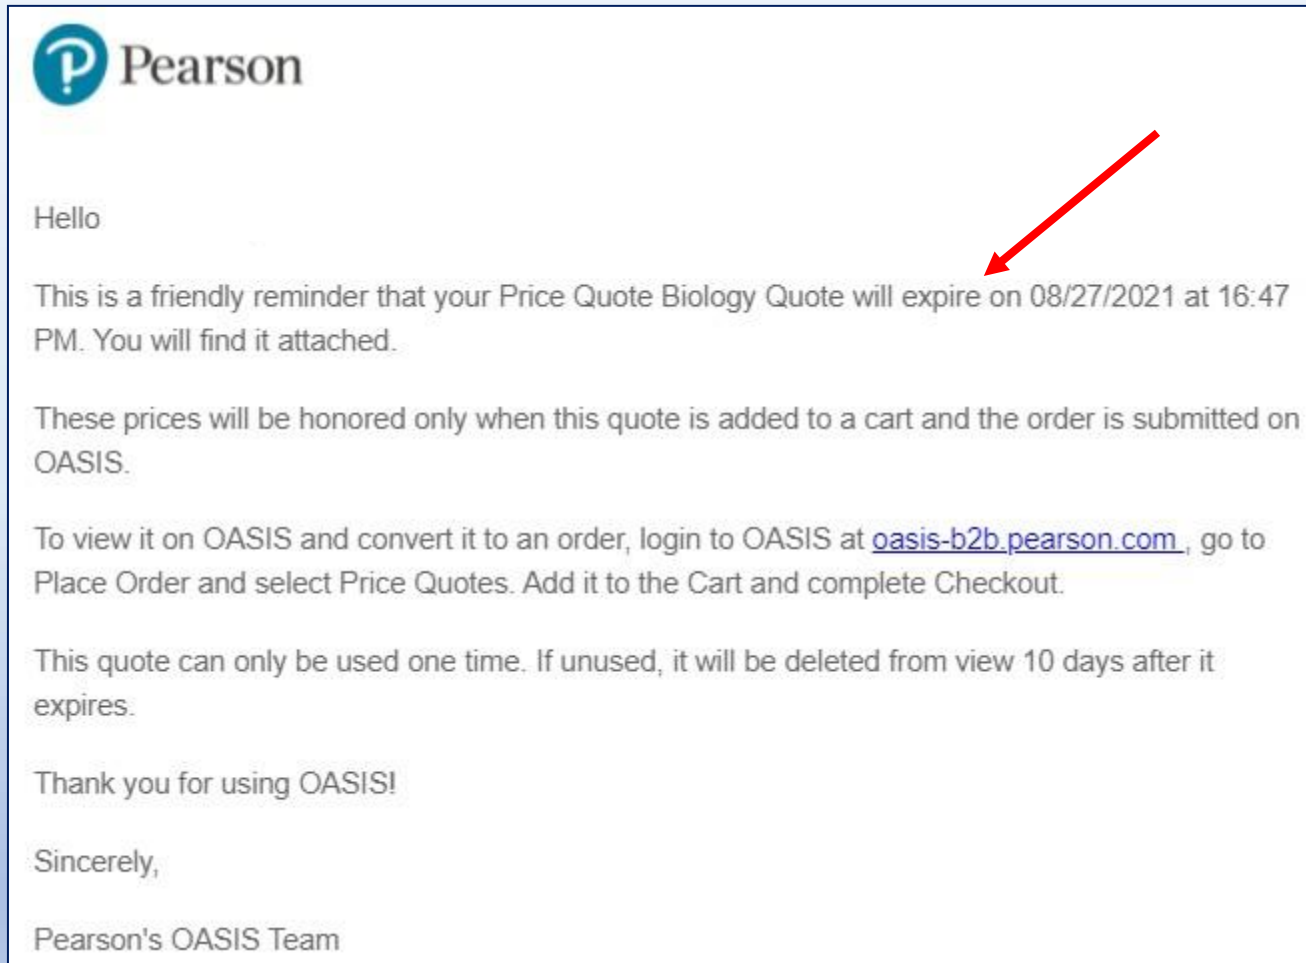 Pearson
Hello
This is a friendly reminder that your Price Quote Biology Quote will expire on 08/27/2021 at 16:47
PM. You will find it attached.
These prices will be honored only when this quote is added to a cart and the order is submitted on
OASIS.
To view it on OASIS and convert it to an order, login to OASIS at oasis-b2b.pearson.com , go to
Place Order and select Price Quotes. Add it to the Cart and complete Checkout.
This quote can only be used one time. If unused, it will be deleted from view 10 days after it
expires.
Thank you for using OASIS!
Sincerely,
Pearson's OASIS Team